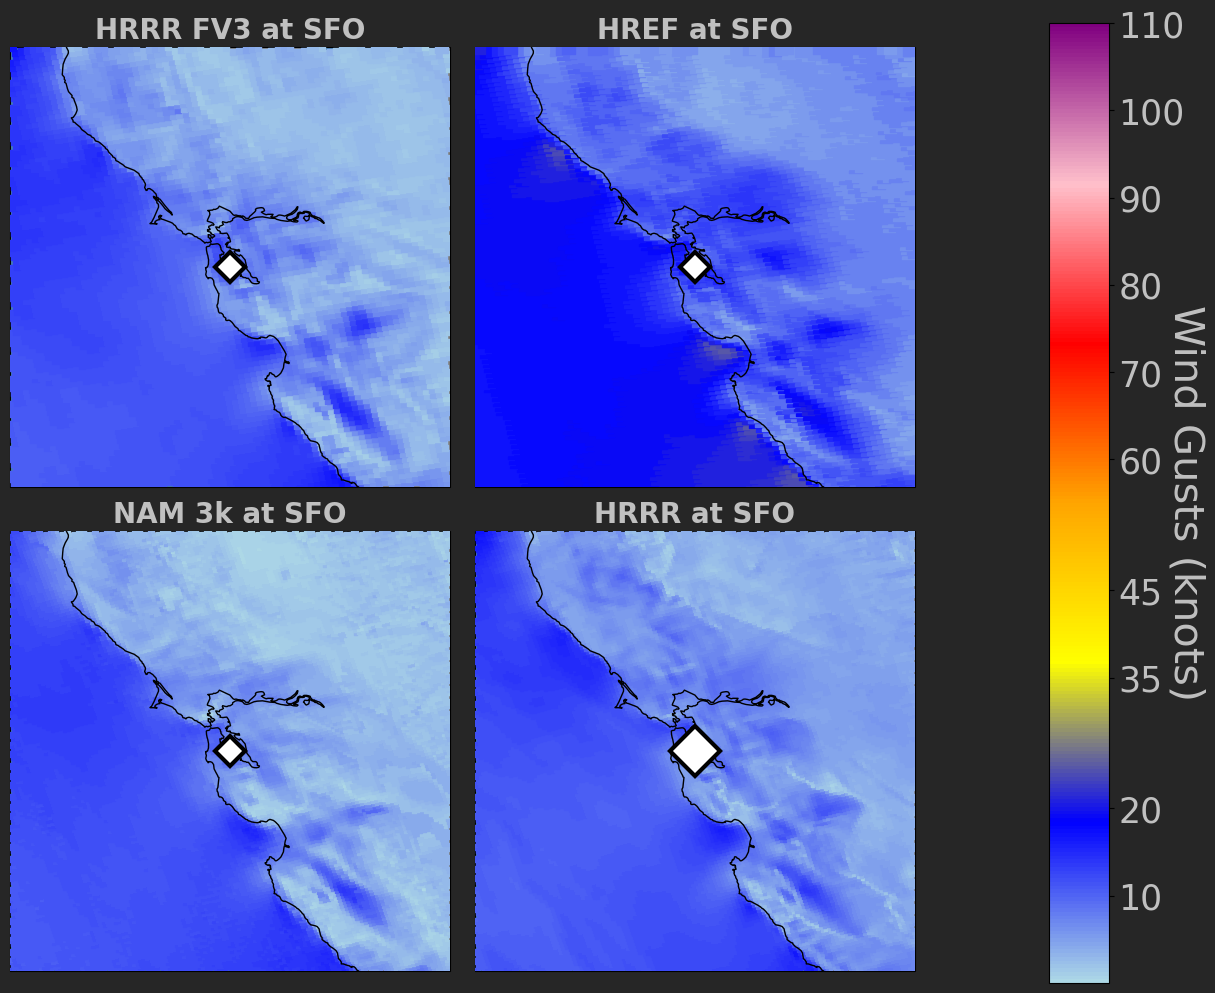 HRRR FV3 at SFO
HREF at SFO
NAM 3k at SFO
HRRR at SFO
110
100
90
80
70
60
45
35
20
10
Wind Gusts (knots)